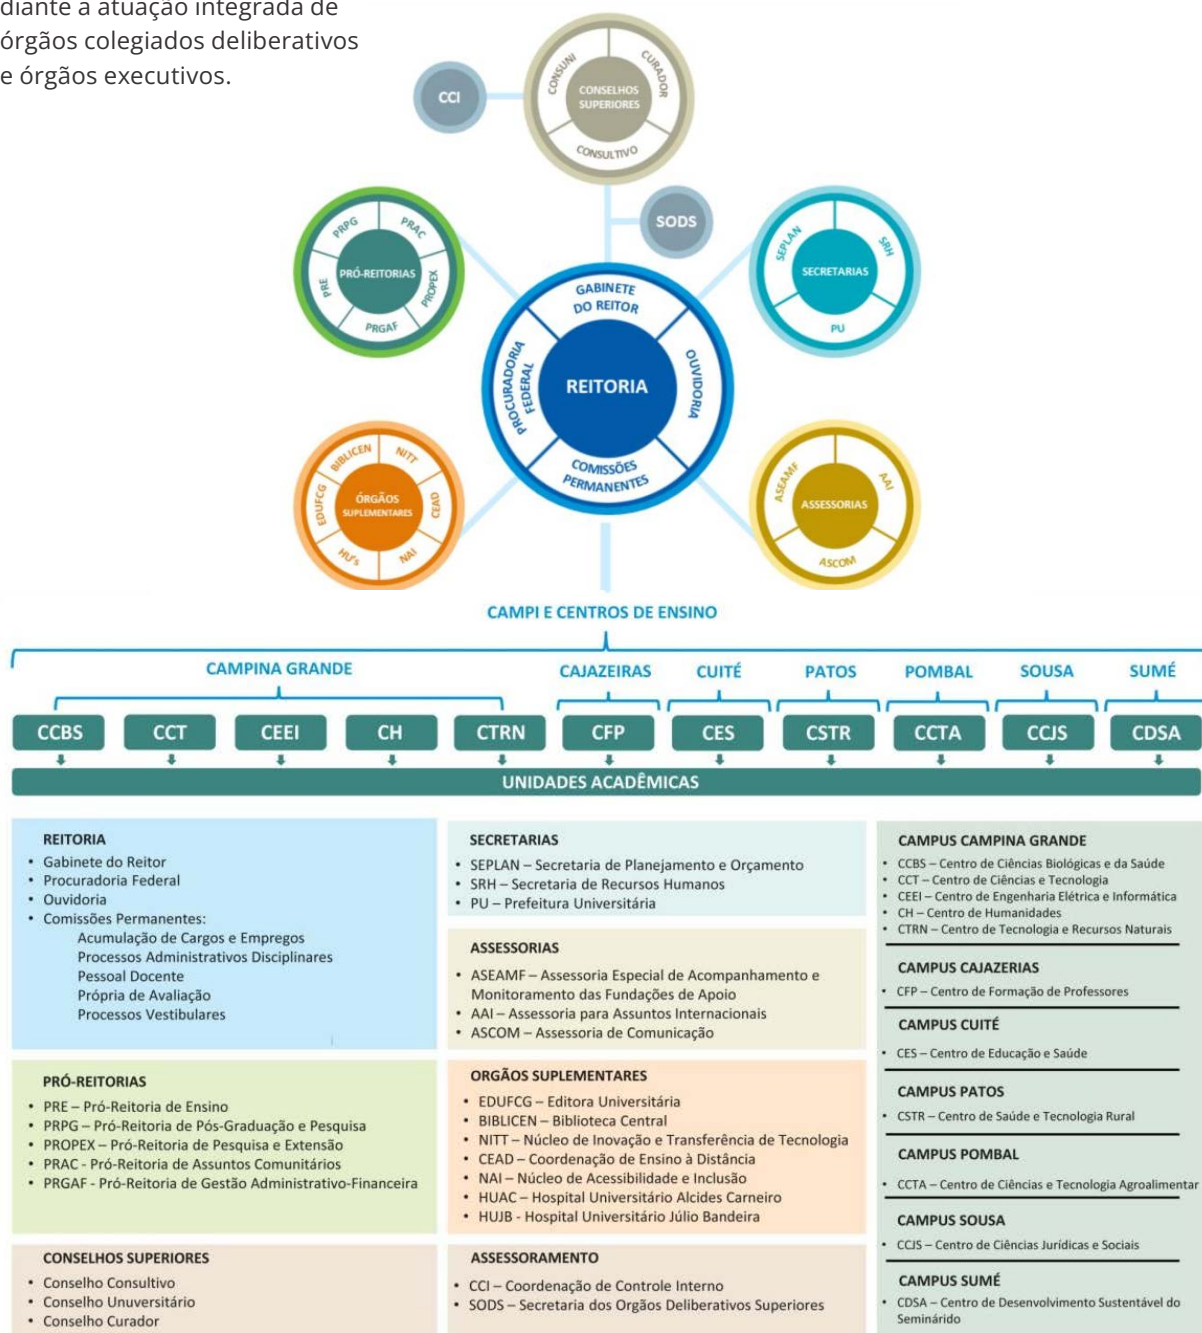 diante a atuação integrada de
órgãos colegiados deliberativos
e órgãos executivos.
CCI
CONSUNI
CURADOR
CONSELHOS
SUPERIORES
CONSULTIVO
SODS
PRPG
PRAC
PRE
PRÓ-REITORIAS
PROPEX
PRGAF
SEPLAN
SRH
SECRETARIAS
PU
GABINETE
DO REITOR
PROCURADORIA
FEDERAL
REITORIA
OUVIDORIA
COMISSÕES
PERMANENTES
BIBLICEN
NITT
EDUFCG
ÓRGÃOS
SUPLEMENTARES
CEAD
HU's
NAI
ASEAMF
AAI
ASSESSORIAS
ASCOM
CAMPI E CENTROS DE ENSINO
CAMPINA GRANDE CAJAZEIRAS CUITÉ PATOS POMBAL SOUSA SUMÉ
CCBS CCT CEEI CH CTRN CFP CES CSTR CCTA CCJS CDSA
UNIDADES ACADÊMICAS
REITORIA
• Gabinete do Reitor
• Procuradoria Federal
• Ouvidoria
• Comissões Permanentes:
Acumulação de Cargos e Empregos
Processos Administrativos Disciplinares
Pessoal Docente
Própria de Avaliação
Processos Vestibulares
PRÓ-REITORIAS
• PRE – Pró-Reitoria de Ensino
• PRPG – Pró-Reitoria de Pós-Graduação e Pesquisa
• PROPEX – Pró-Reitoria de Pesquisa e Extensão
• PRAC - Pró-Reitoria de Assuntos Comunitários
• PRGAF - Pró-Reitoria de Gestão Administrativo-Financeira
CONSELHOS SUPERIORES
• Conselho Consultivo
• Conselho Unuversitário
• Conselho Curador
SECRETARIAS
• SEPLAN – Secretaria de Planejamento e Orçamento
• SRH – Secretaria de Recursos Humanos
• PU – Prefeitura Universitária
ASSESSORIAS
• ASEAMF – Assessoria Especial de Acompanhamento e
Monitoramento das Fundações de Apoio
• AAI – Assessoria para Assuntos Internacionais
• ASCOM – Assessoria de Comunicação
ORGÃOS SUPLEMENTARES
• EDUFCG – Editora Universitária
• BIBLICEN – Biblioteca Central
• NITT – Núcleo de Inovação e Transferência de Tecnologia
• CEAD – Coordenação de Ensino à Distância
• NAI – Núcleo de Acessibilidade e Inclusão
• HUAC – Hospital Universitário Alcides Carneiro
• HUJB - Hospital Universitário Júlio Bandeira
ASSESSORAMENTO
• CCI – Coordenação de Controle Interno
• SODS – Secretaria dos Orgãos Deliberativos Superiores
CAMPUS CAMPINA GRANDE
• CCBS – Centro de Ciências Biológicas e da Saúde
• CCT – Centro de Ciências e Tecnologia
• CEEI – Centro de Engenharia Elétrica e Informática
• CH – Centro de Humanidades
• CTRN – Centro de Tecnologia e Recursos Naturais
CAMPUS CAJAZERIAS
• CFP – Centro de Formação de Professores
CAMPUS CUITÉ
• CES – Centro de Educação e Saúde
CAMPUS PATOS
• CSTR – Centro de Saúde e Tecnologia Rural
CAMPUS POMBAL
• CCTA – Centro de Ciências e Tecnologia Agroalimentar
CAMPUS SOUSA
• CCJS – Centro de Ciências Jurídicas e Sociais
CAMPUS SUMÉ
• CDSA – Centro de Desenvolvimento Sustentável do
Seminárido